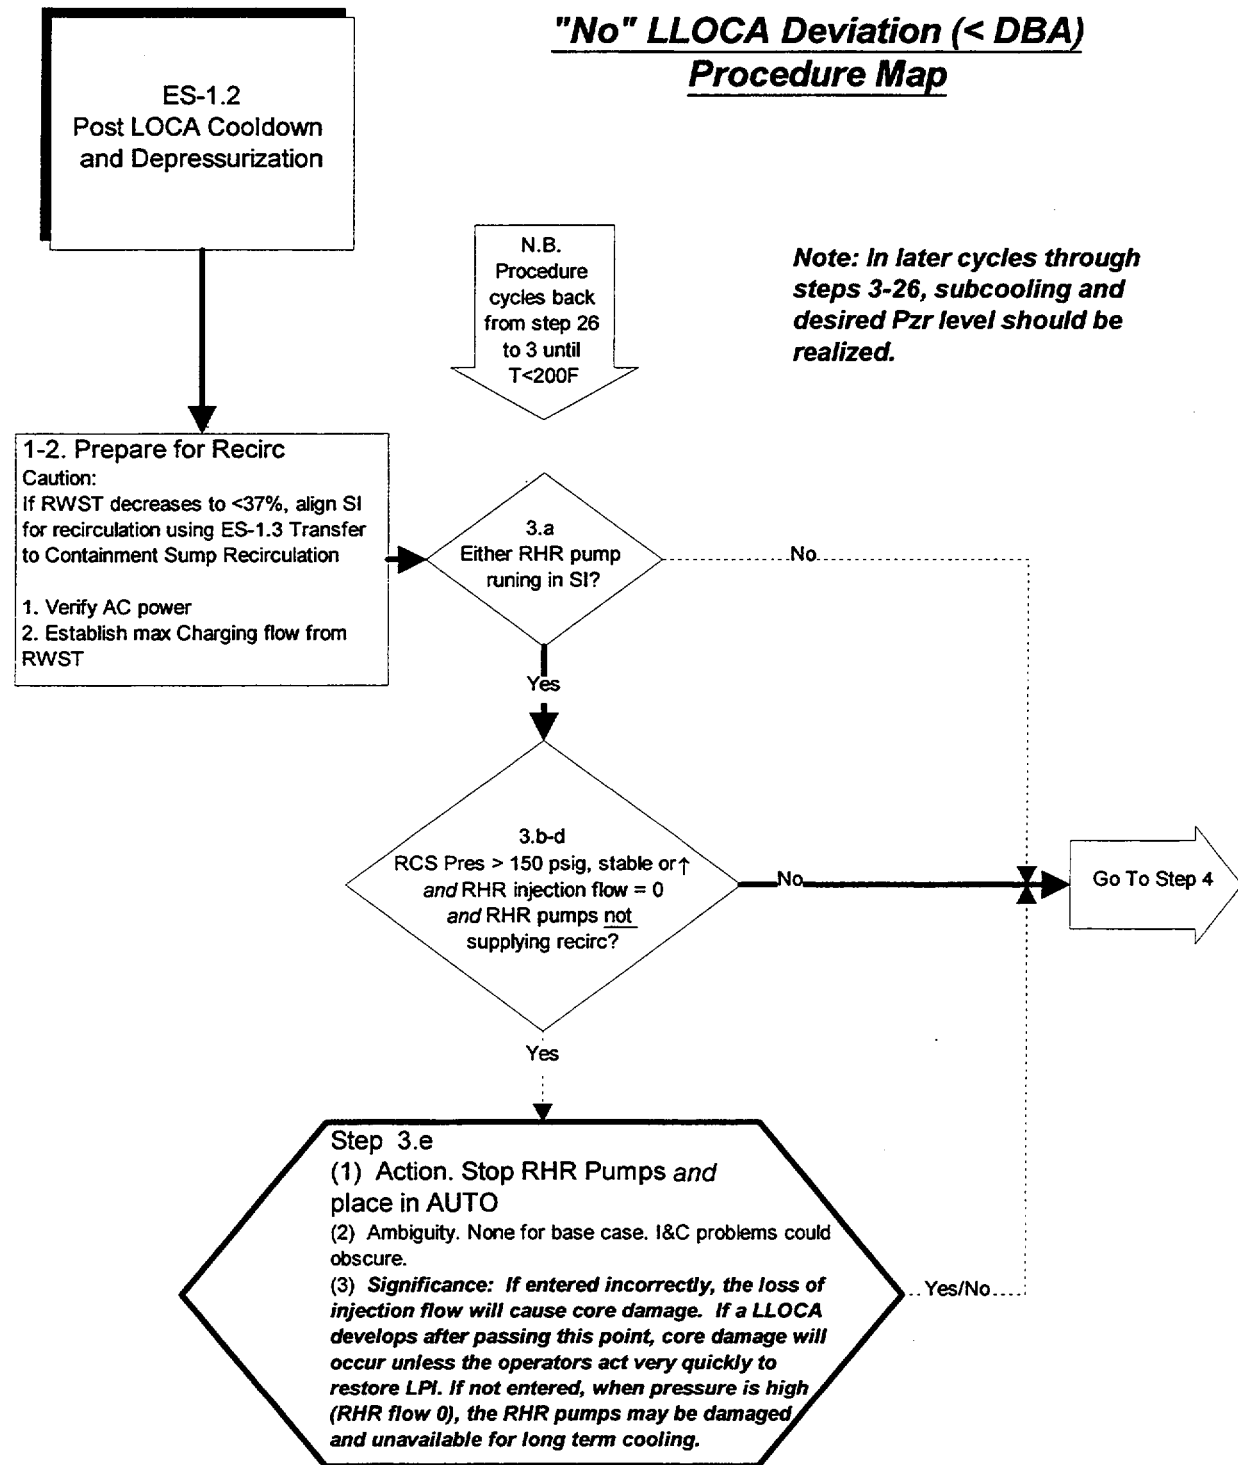 "No" LLOCA Deviation (< DBA)
Procedure Map
ES-1.2
Post LOCA Cooldown
and Depressurization
N.B.
Procedure
cycles back
from step 26
to 3 until
T<200F
Note: In later cycles through
steps 3-26, subcooling and
desired Pzr level should be
realized.
1-2. Prepare for Recirc
Caution:
If RWST decreases to <37%, align SI
for recirculation using ES-1.3 Transfer
to Containment Sump Recirculation
1. Verify AC power
2. Establish max Charging flow from
RWST
3.a
Either RHR pump
runing in SI?
No
Yes
3.b-d
RCS Pres > 150 psig, stable or↑
and RHR injection flow = 0
and RHR pumps not
supplying recirc?
No
Go To Step 4
Yes
Step 3.e
(1) Action. Stop RHR Pumps and
place in AUTO
(2) Ambiguity. None for base case. I&C problems could
obscure.
(3) Significance: If entered incorrectly, the loss of
injection flow will cause core damage. If a LLOCA
develops after passing this point, core damage will
occur unless the operators act very quickly to
restore LPI. If not entered, when pressure is high
(RHR flow 0), the RHR pumps may be damaged
and unavailable for long term cooling.
Yes/No